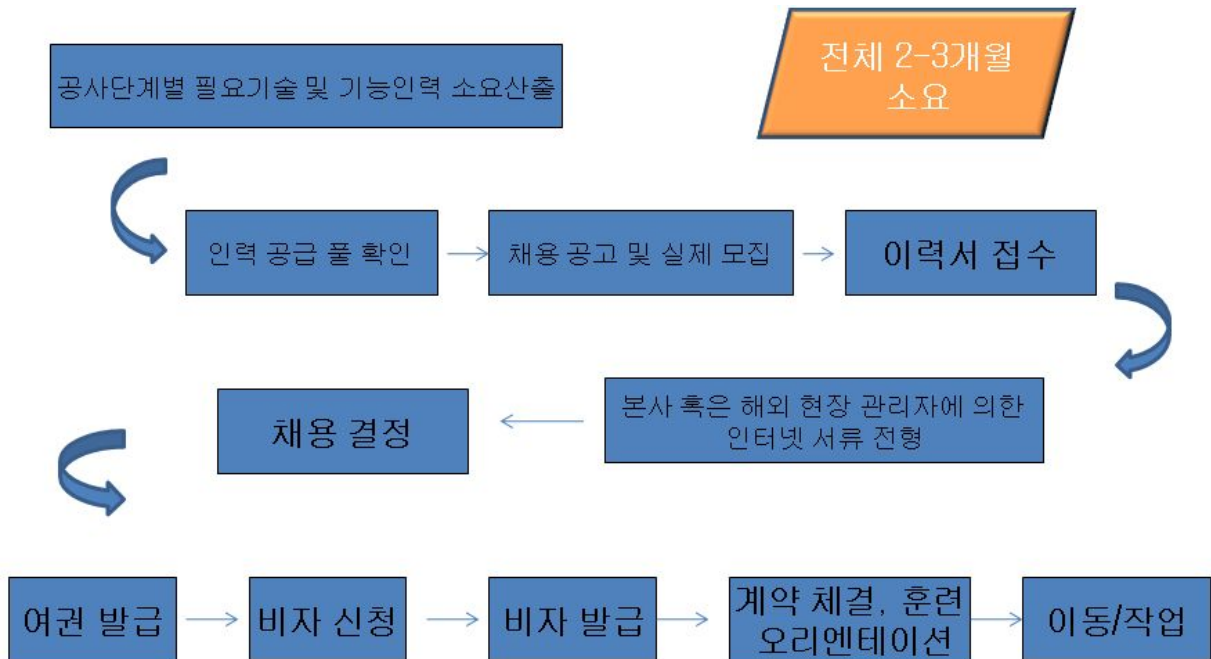 공사단계별 필요기술 및 기능인력 소요산출
전체 2-3개월
소요
인력 공급 풀 확인
채용 공고 및 실제 모집
이력서 접수
본사 혹은 해외 현장 관리자에 의한
인터넷 서류 전형
채용 결정
여권 발급
비자 신청
비자 발급
계약 체결, 훈련
오리엔테이션
이동/작업